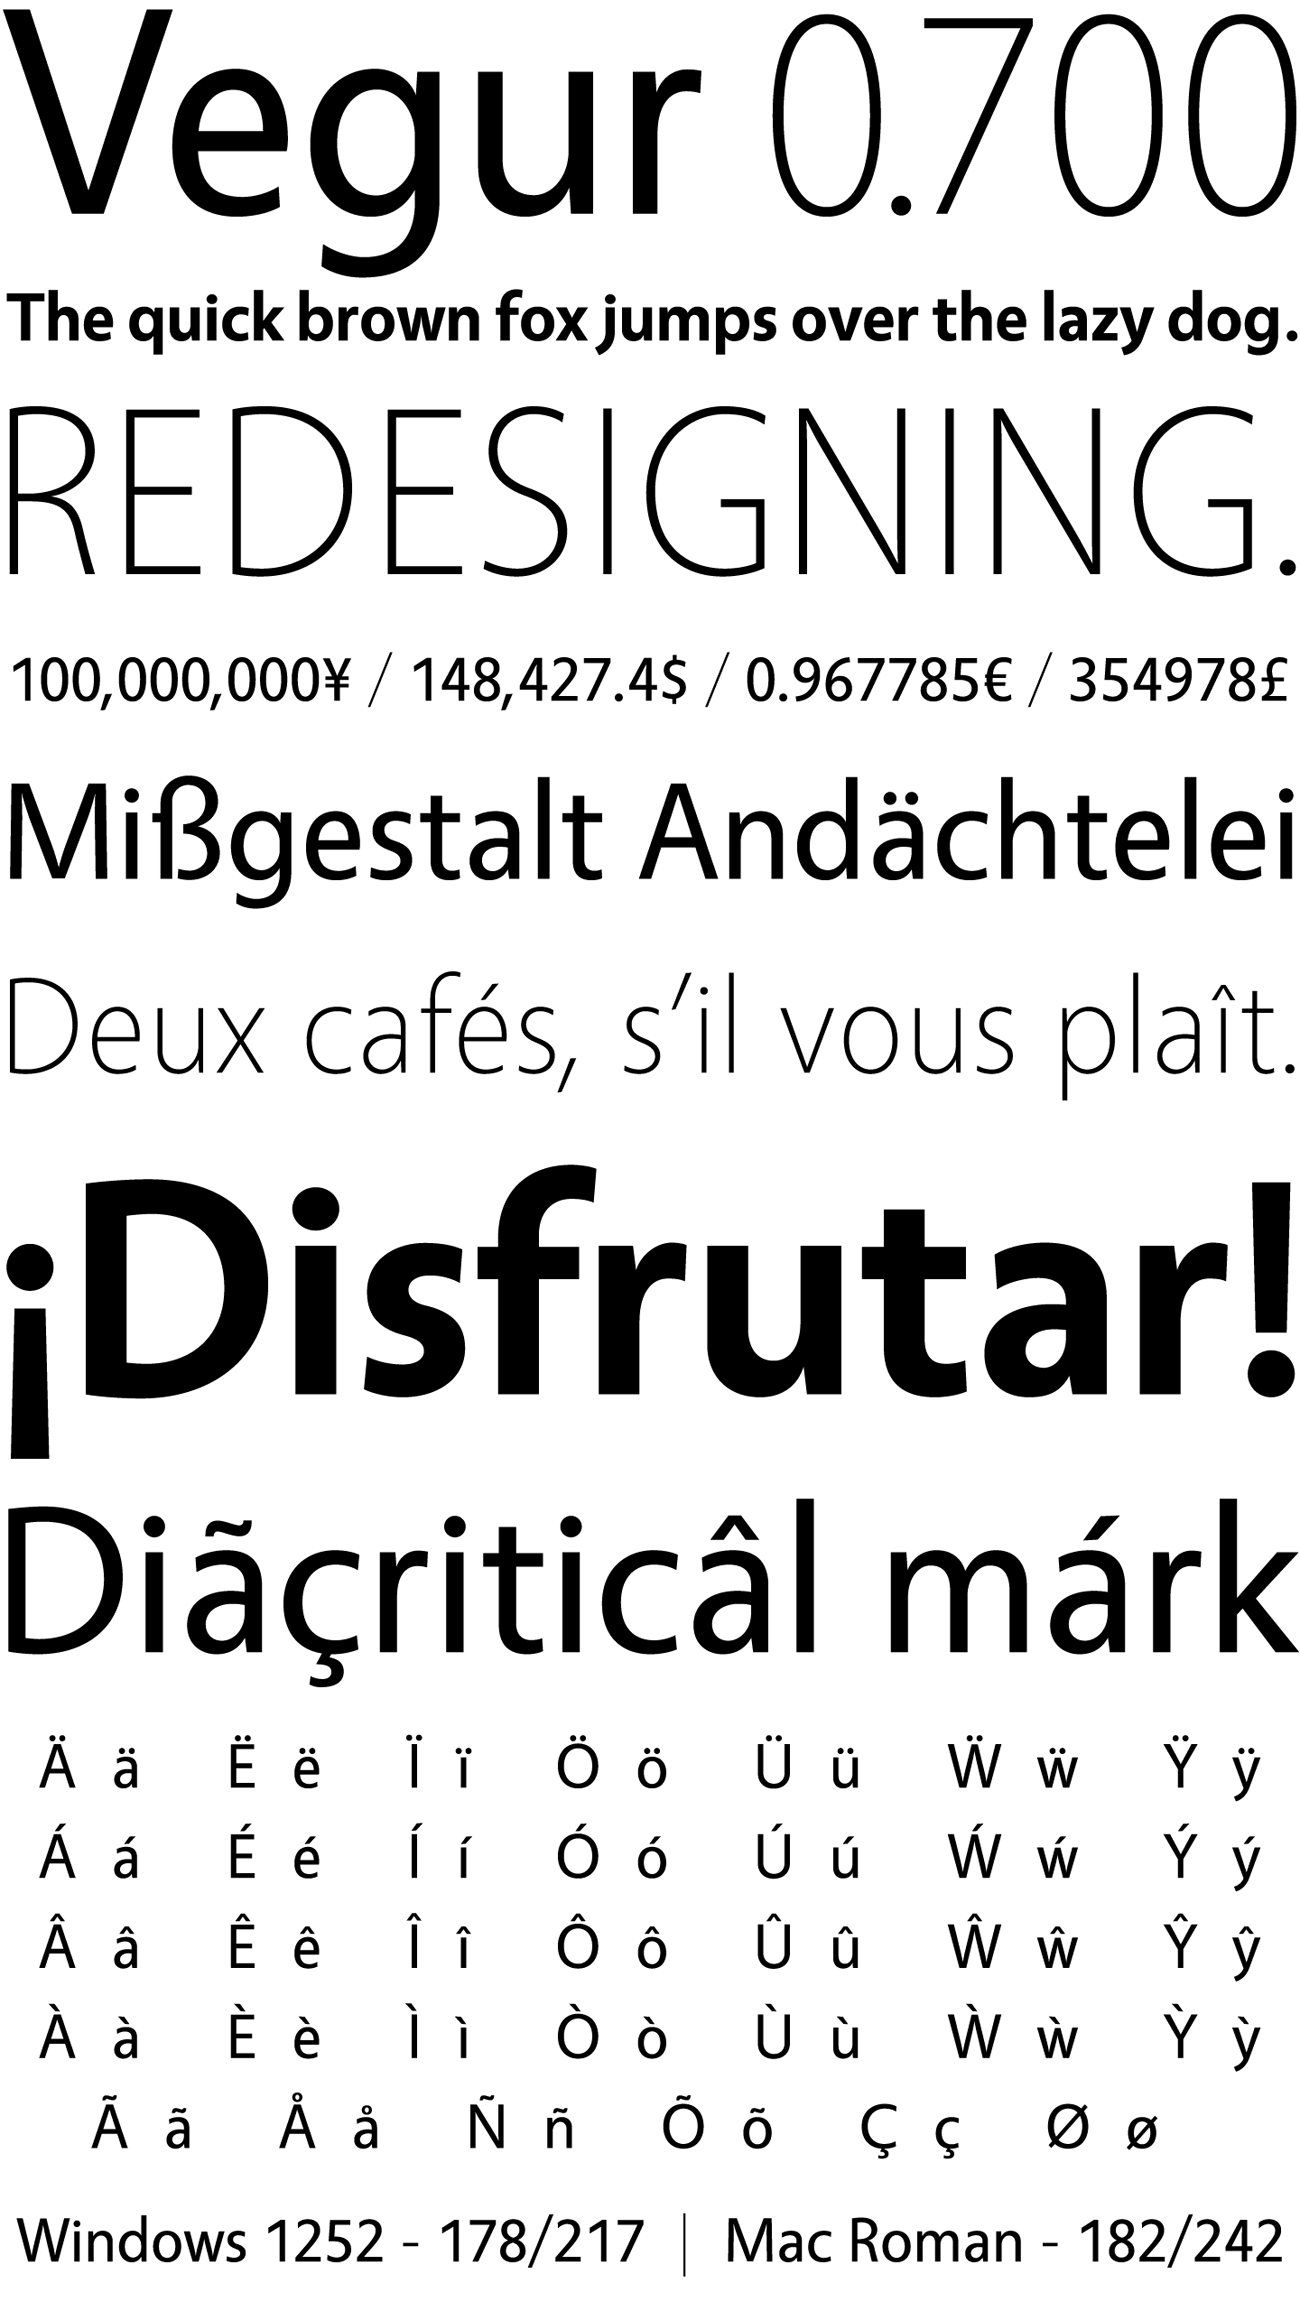 Vegur 0.700
The quick brown fox jumps over the lazy dog.
REDESIGNING.
100,000,000¥ / 148,427.4$ / 0.967785€ / 354978£
Mißgestalt Andächtelei
Deux cafés, s’il vous plaît.
¡Disfrutar!
Diãçriticâl márk
Ä ä Ë ë Ï ï Ö ö Ü ü Ẅ ẅ Ÿ ÿ
Á á É é Í í Ó ó Ú ú Ẃ ẃ Ý ý
Â â Ê ê Î î Ô ô Û û Ŵ ŵ Ŷ ŷ
À à È è Ì ì Ò ò Ù ù Ẁ ẁ Ỳ ỳ
Ã ã Å å Ñ ñ Õ õ Ç ç Ø ø
Windows 1252 - 178/217 | Mac Roman - 182/242